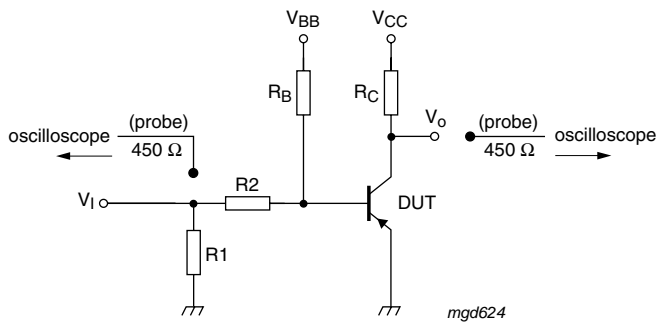 V_BB
V_CC
R_B
R_C
V_o
(probe)
oscilloscope
450 Ω
(probe)
oscilloscope
450 Ω
V_I
R2
DUT
R1
mgd624